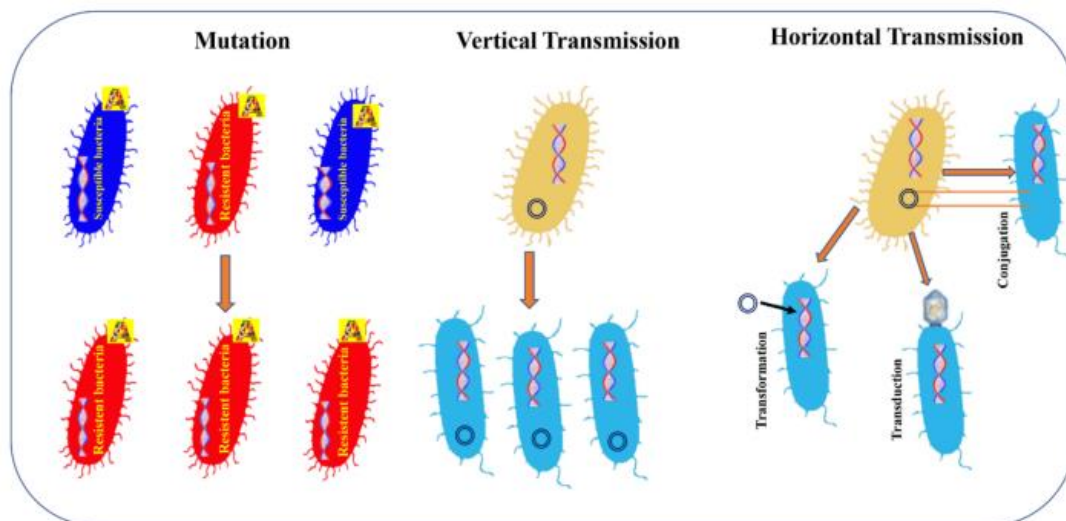 Mutation
Vertical Transmission
Horizontal Transmission
A
Susceptible bacteria
A
Resistent bacteria
A
Susceptible bacteria
Conjugation
A
Resistent bacteria
A
Resistent bacteria
A
Resistent bacteria
Transformation
Transduction